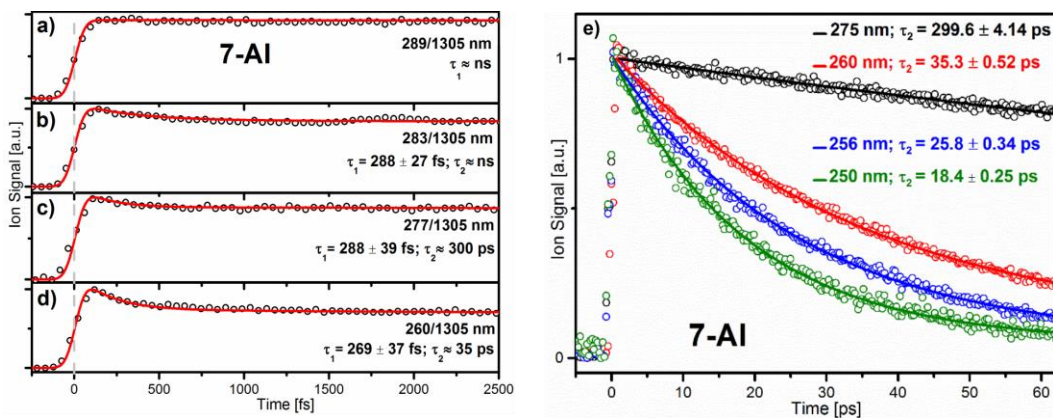 a)
7-AI
289/1305 nm
τ₁ ≈ ns
b)
283/1305 nm
τ₁ = 288 ± 27 fs; τ₂ ≈ ns
c)
277/1305 nm
τ₁ = 288 ± 39 fs; τ₂ ≈ 300 ps
d)
260/1305 nm
τ₁ = 269 ± 37 fs; τ₂ ≈ 35 ps
Ion Signal [a.u.]
0 500 1000 1500 2000 2500
Time [fs]
e)
275 nm; τ₂ = 299.6 ± 4.14 ps
260 nm; τ₂ = 35.3 ± 0.52 ps
256 nm; τ₂ = 25.8 ± 0.34 ps
250 nm; τ₂ = 18.4 ± 0.25 ps
7-AI
Ion Signal [a.u.]
1
0
0 10 20 30 40 50 60
Time [ps]